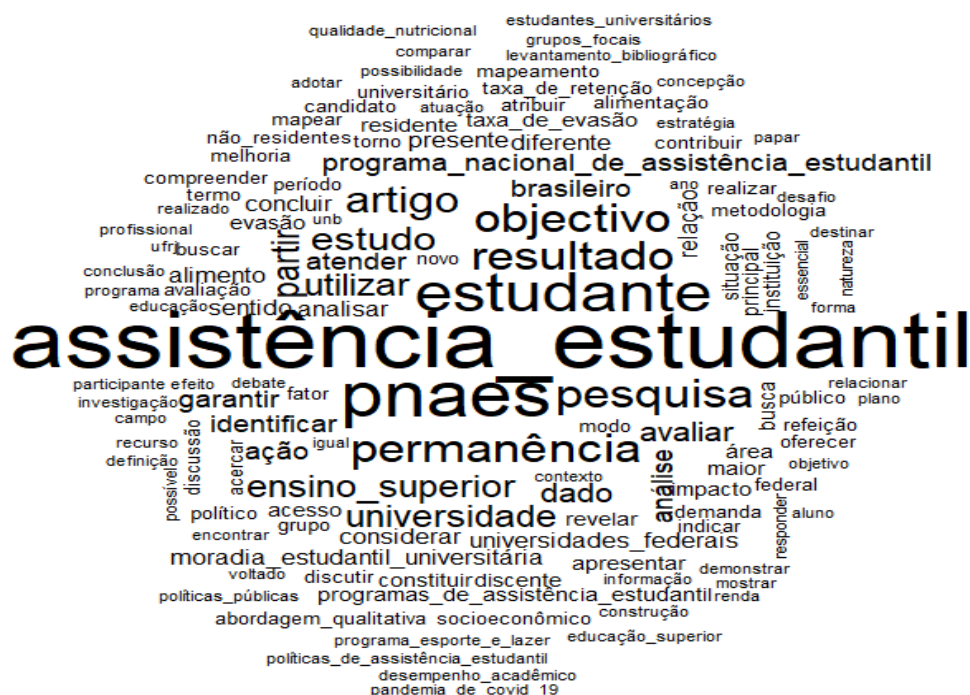 estudantes_universitários
qualidade_nutricional
grupos_focais
comparar
levantamento_bibliográfico
possibilidade
mapeamento
adotar
universitário
taxa_de_retenção
concepção
candidato
atuação
atribuir
alimentação
mapear
residente
taxa_de_evasão
estratégia
não_residentes
torno
presente
diferente
contribuir
papar
melhoria
programa_nacional_de_assistência_estudantil
compreender
período
artigo
brasileiro
ano
realizar
termo
concluir
objectivo
relação
desafio
realizado
evasão
unb
metodologia
profissional
partir
estudo
resultado
situação
principal
instituição
destinar
ufrj
buscar
atender
novo
essencial
natureza
conclusão
alimento
utilizar
estudante
programa
avaliação
educação
sentido
analisar
forma
assistência_estudantil
participante
efeito
debate
pnaes
pesquisa
relacionar
investigação
garantir
fator
busca
público
plano
campo
identificar
modo
avaliar
refeição
recurso
discussão
acercar
ação
igual
permanência
área
oferecer
definição
maior
objetivo
possível
ensino_superior
contexto
dado
análise
impacto
federal
político
acesso
universidade
revelar
demanda
aluno
encontrar
grupo
considerar
universidades_federais
indicar
responder
moradia_estudantil_universitária
apresentar
demonstrar
voltado
discutir
constituir
discente
informação
mostrar
políticas_públicas
programas_de_assistência_estudantil
renda
abordagem_qualitativa
socioeconômico
construção
programa_esporte_e_lazer
educação_superior
políticas_de_assistência_estudantil
desempenho_acadêmico
pandemia_de_covid_19